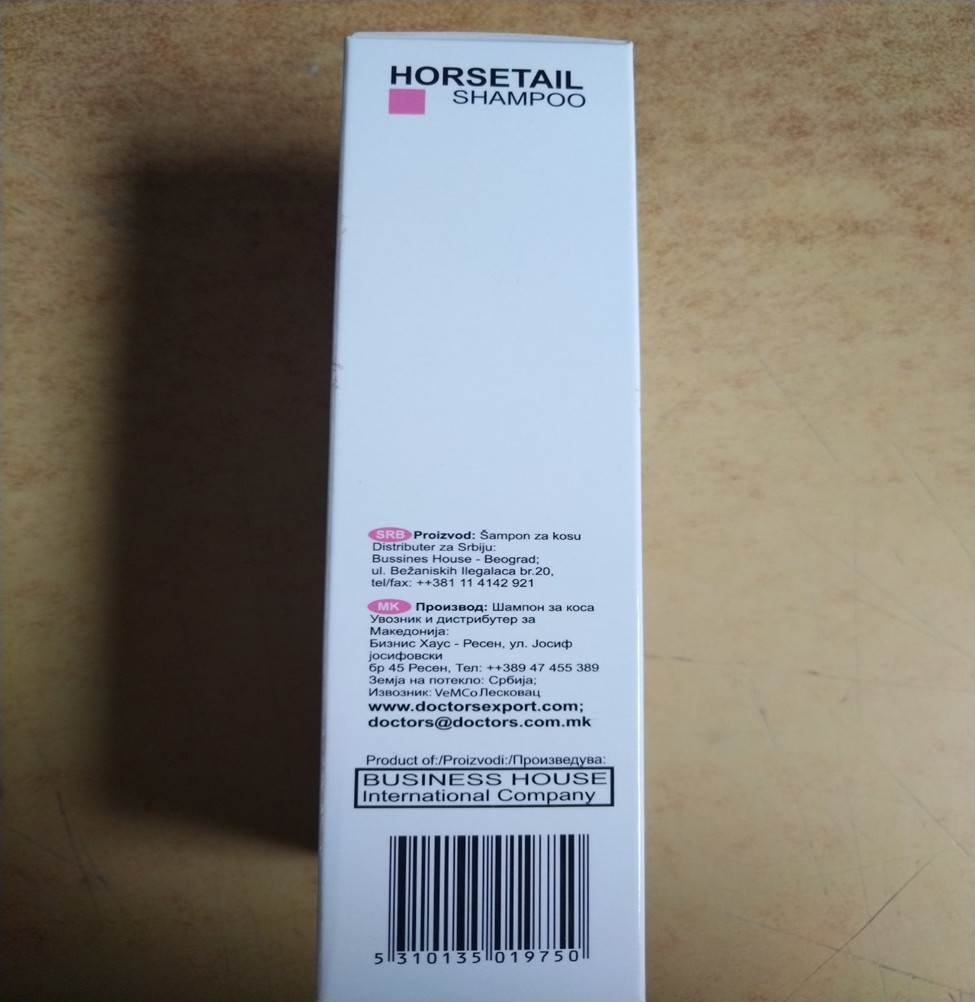 HORSETAIL
SHAMPOO
SRB Proizvod: Šampon za kosu
Distributer za Srbiju:
Bussines House - Beograd;
ul. Bežaniskih Ilegalaca br.20,
tel/fax: ++381 11 4142 921
MK Производ: Шампон за коса
Увозник и дистрибутер за
Македонија:
Бизнис Хаус - Ресен, ул. Јосиф
јосифовски
бр 45 Ресен, Тел: ++389 47 455 389
Земја на потекло: Србија;
Извозник: VeMCo Лесковац
www.doctorsexport.com;
doctors@doctors.com.mk
Product of:/Proizvodi:/Произведува:
BUSINESS HOUSE
International Company
5 310135 019750